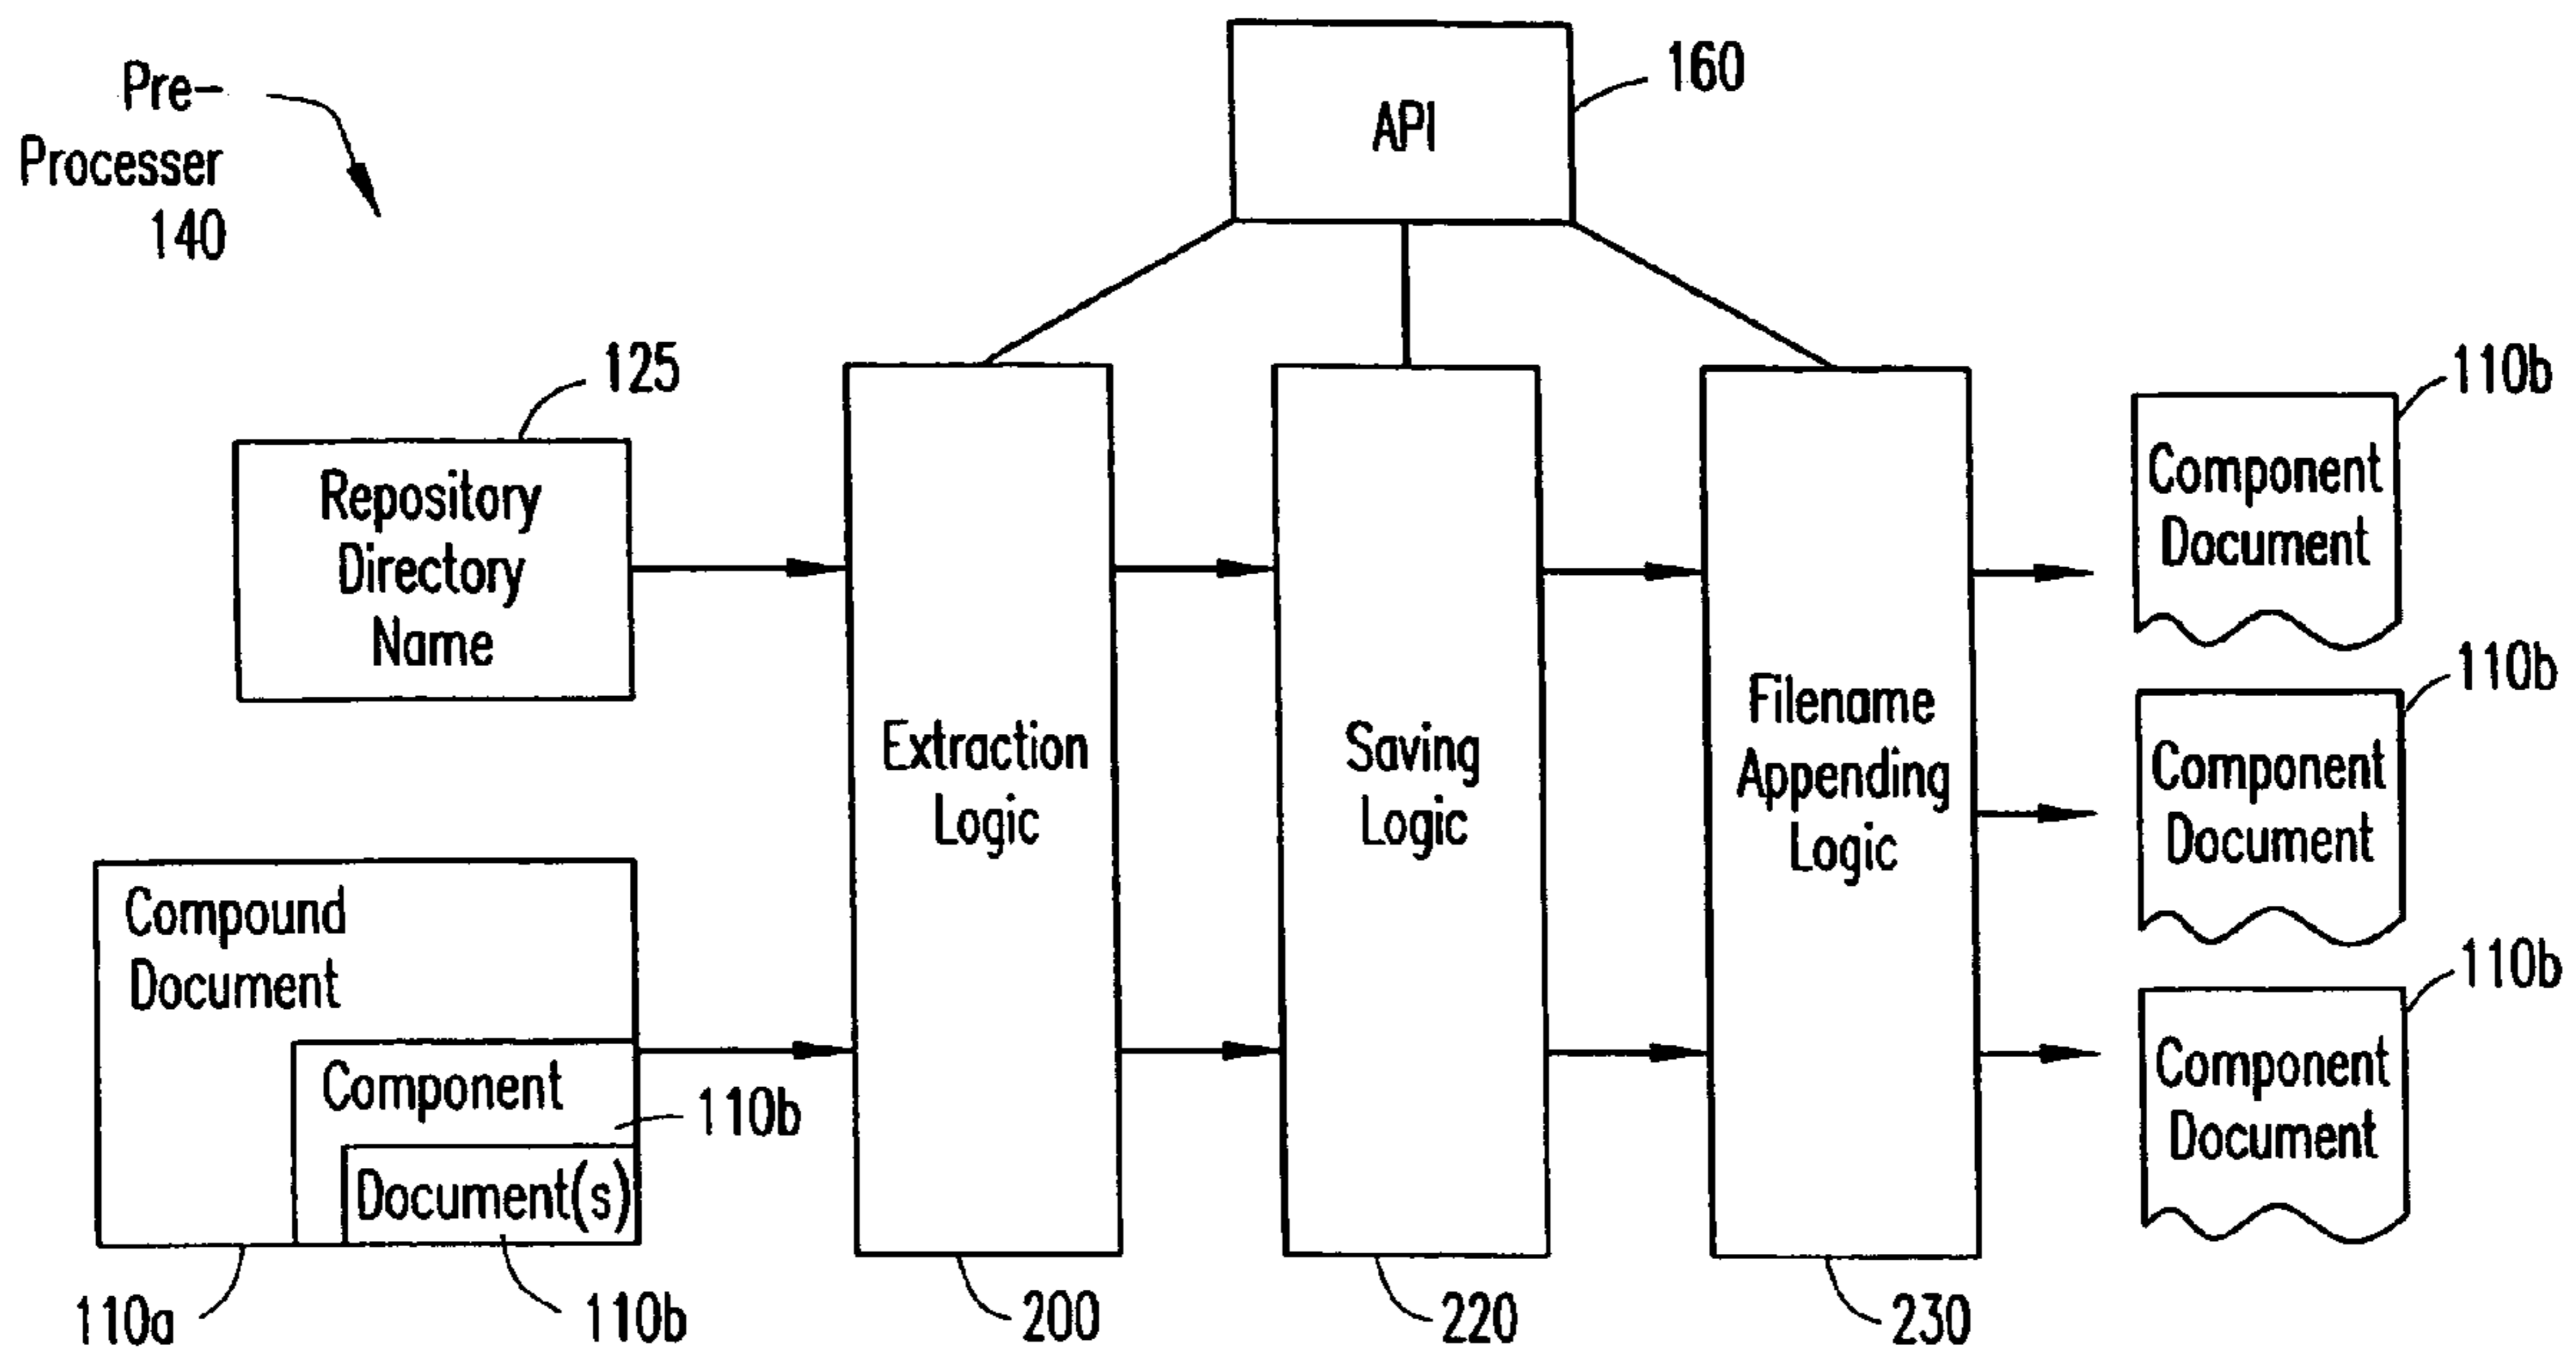 Pre-
Processer
140
API
160
125
Repository
Directory
Name
Compound
Document
Component
110b
Document(s)
110a
110b
Extraction
Logic
200
Saving
Logic
220
Filename
Appending
Logic
230
110b
Component
Document
110b
Component
Document
110b
Component
Document